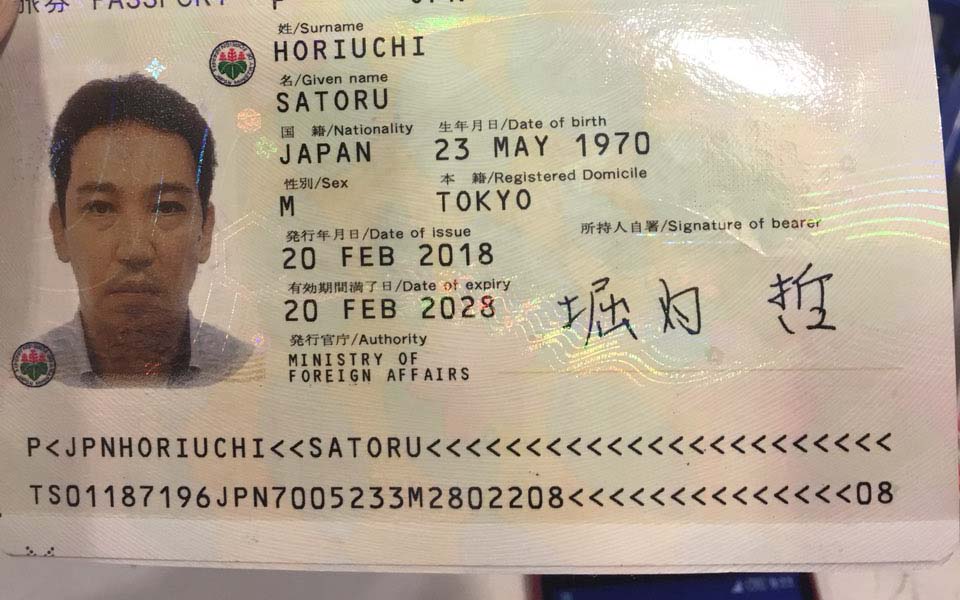 旅券 PASSPORT P JPN
姓/Surname
HORIUCHI
名/Given name
SATORU
国 籍/Nationality 生年月日/Date of birth
JAPAN 23 MAY 1970
性別/Sex 本 籍/Registered Domicile
M TOKYO
発行年月日/Date of issue 所持人自署/Signature of bearer
20 FEB 2018
有効期間満了日/Date of expiry
20 FEB 2028
堀内 哲
発行官庁/Authority
MINISTRY OF
FOREIGN AFFAIRS
P<JPNHORIUCHI<<SATORU<<<<<<<<<<<<<<<<<<<<<<<
TS01187196JPN7005233M2802208<<<<<<<<<<<<<<08